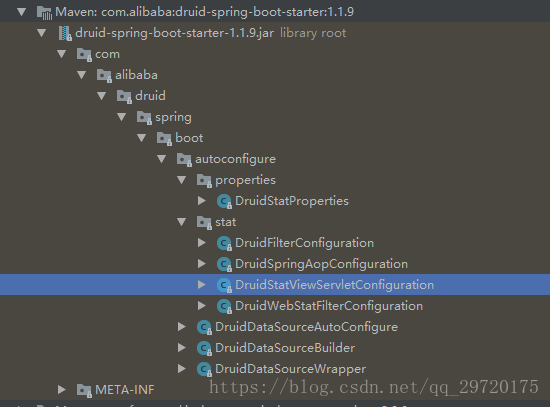 Maven: com.alibaba:druid-spring-boot-starter:1.1.9
druid-spring-boot-starter-1.1.9.jar library root
com
alibaba
druid
spring
boot
autoconfigure
properties
DruidStatProperties
stat
DruidFilterConfiguration
DruidSpringAopConfiguration
DruidStatViewServletConfiguration
DruidWebStatFilterConfiguration
DruidDataSourceAutoConfigure
DruidDataSourceBuilder
DruidDataSourceWrapper
META-INF
https://blog.csdn.net/qq_29720175